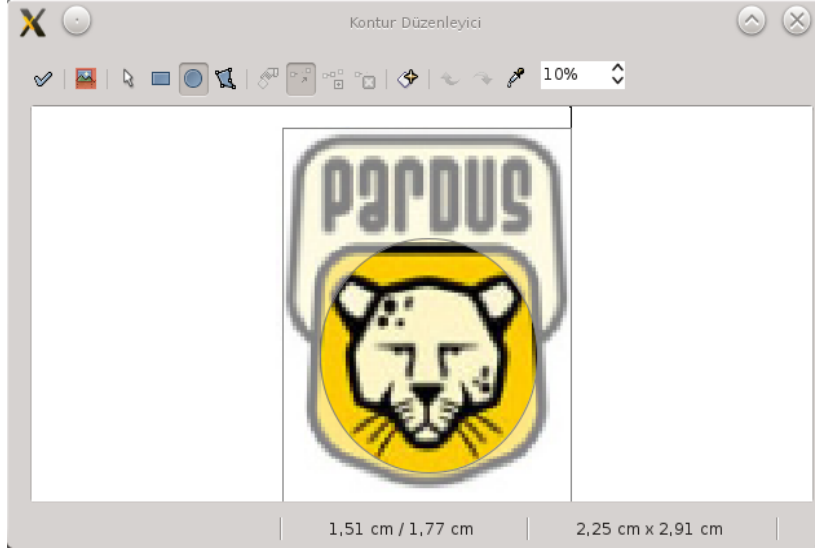 Kontur Düzenleyici
10%
PARDUS
1,51 cm / 1,77 cm
2,25 cm x 2,91 cm